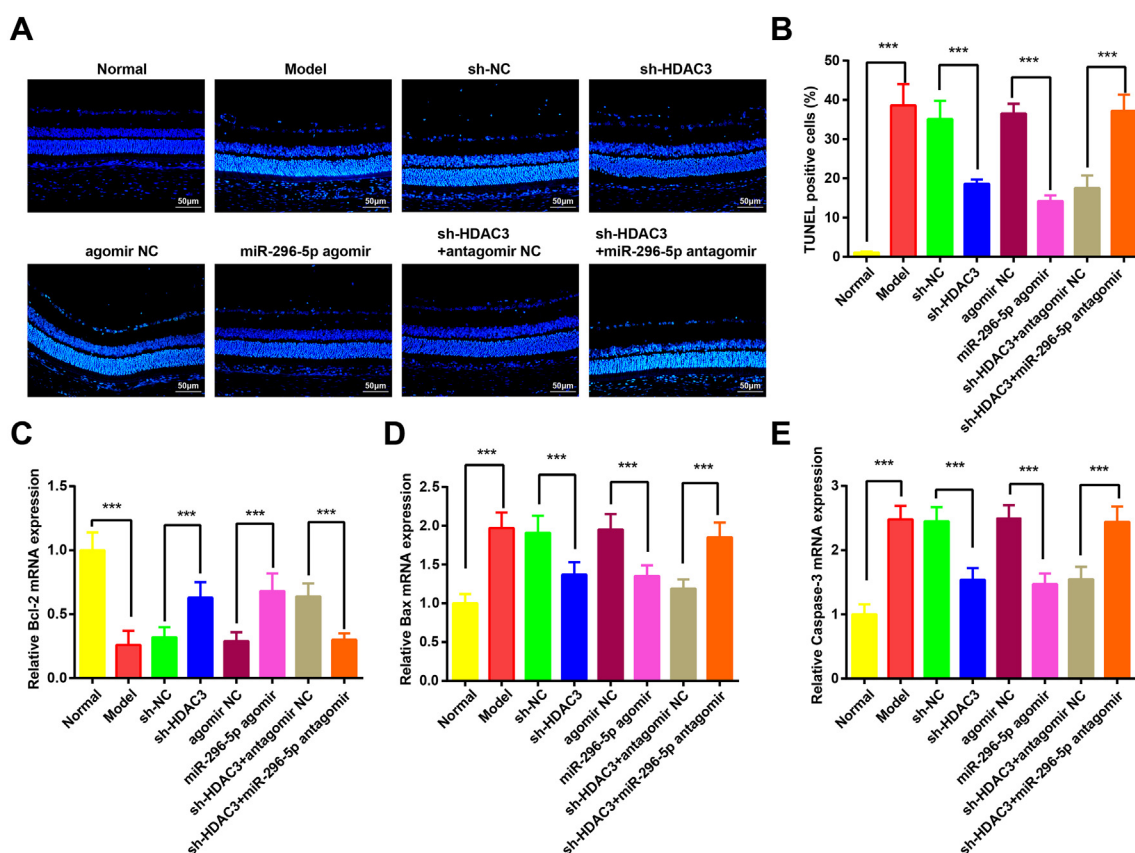 A
Normal
Model
sh-NC
sh-HDAC3
50μm
50μm
50μm
50μm
agomir NC
miR-296-5p agomir
sh-HDAC3
+antagomir NC
sh-HDAC3
+miR-296-5p antagomir
50μm
50μm
50μm
50μm
B
TUNEL positive cells (%)
50
40
30
20
10
0
***
***
***
***
Normal
Model
sh-NC
sh-HDAC3
agomir NC
miR-296-5p agomir
sh-HDAC3+antagomir NC
sh-HDAC3+miR-296-5p antagomir
C
Relative Bcl-2 mRNA expression
1.5
1.0
0.5
0.0
***
***
***
***
Normal
Model
sh-NC
sh-HDAC3
agomir NC
miR-296-5p agomir
sh-HDAC3+antagomir NC
sh-HDAC3+miR-296-5p antagomir
D
Relative Bax mRNA expression
2.5
2.0
1.5
1.0
0.5
0.0
***
***
***
***
Normal
Model
sh-NC
sh-HDAC3
agomir NC
miR-296-5p agomir
sh-HDAC3+antagomir NC
sh-HDAC3+miR-296-5p antagomir
E
Relative Caspase-3 mRNA expression
3
2
1
0
***
***
***
***
Normal
Model
sh-NC
sh-HDAC3
agomir NC
miR-296-5p agomir
sh-HDAC3+antagomir NC
sh-HDAC3+miR-296-5p antagomir